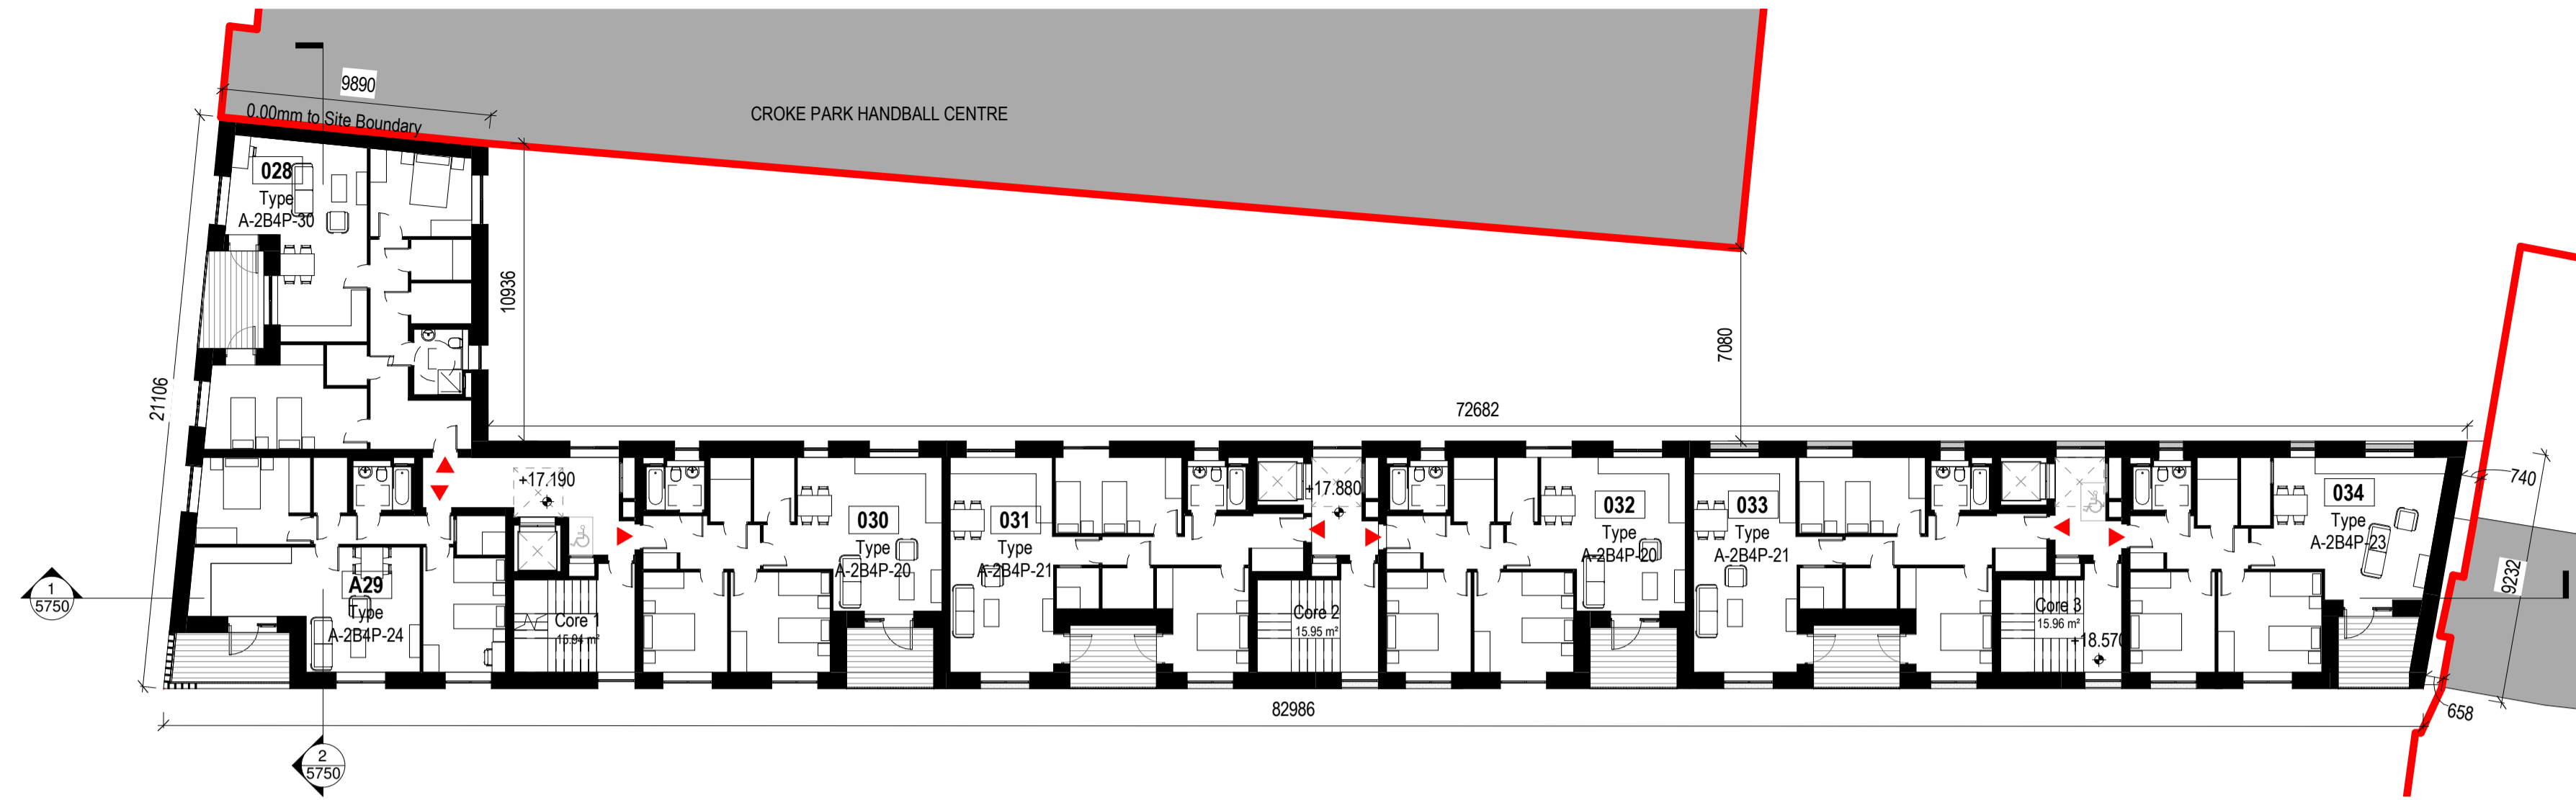 9890
0.00mm to Site Boundary
CROKE PARK HANDBALL CENTRE
028
Type
A-2B4P-30
10936
7080
21106
72682
+17.190
+17.880
740
030
Type
A-2B4P-20
031
Type
A-2B4P-21
032
Type
A-2B4P-20
033
Type
A-2B4P-21
034
Type
A-2B4P-23
A29
Type
A-2B4P-24
Core 1
15.94 m²
Core 2
15.95 m²
Core 3
15.96 m²
+18.570
9232
1
5750
658
82986
2
5750